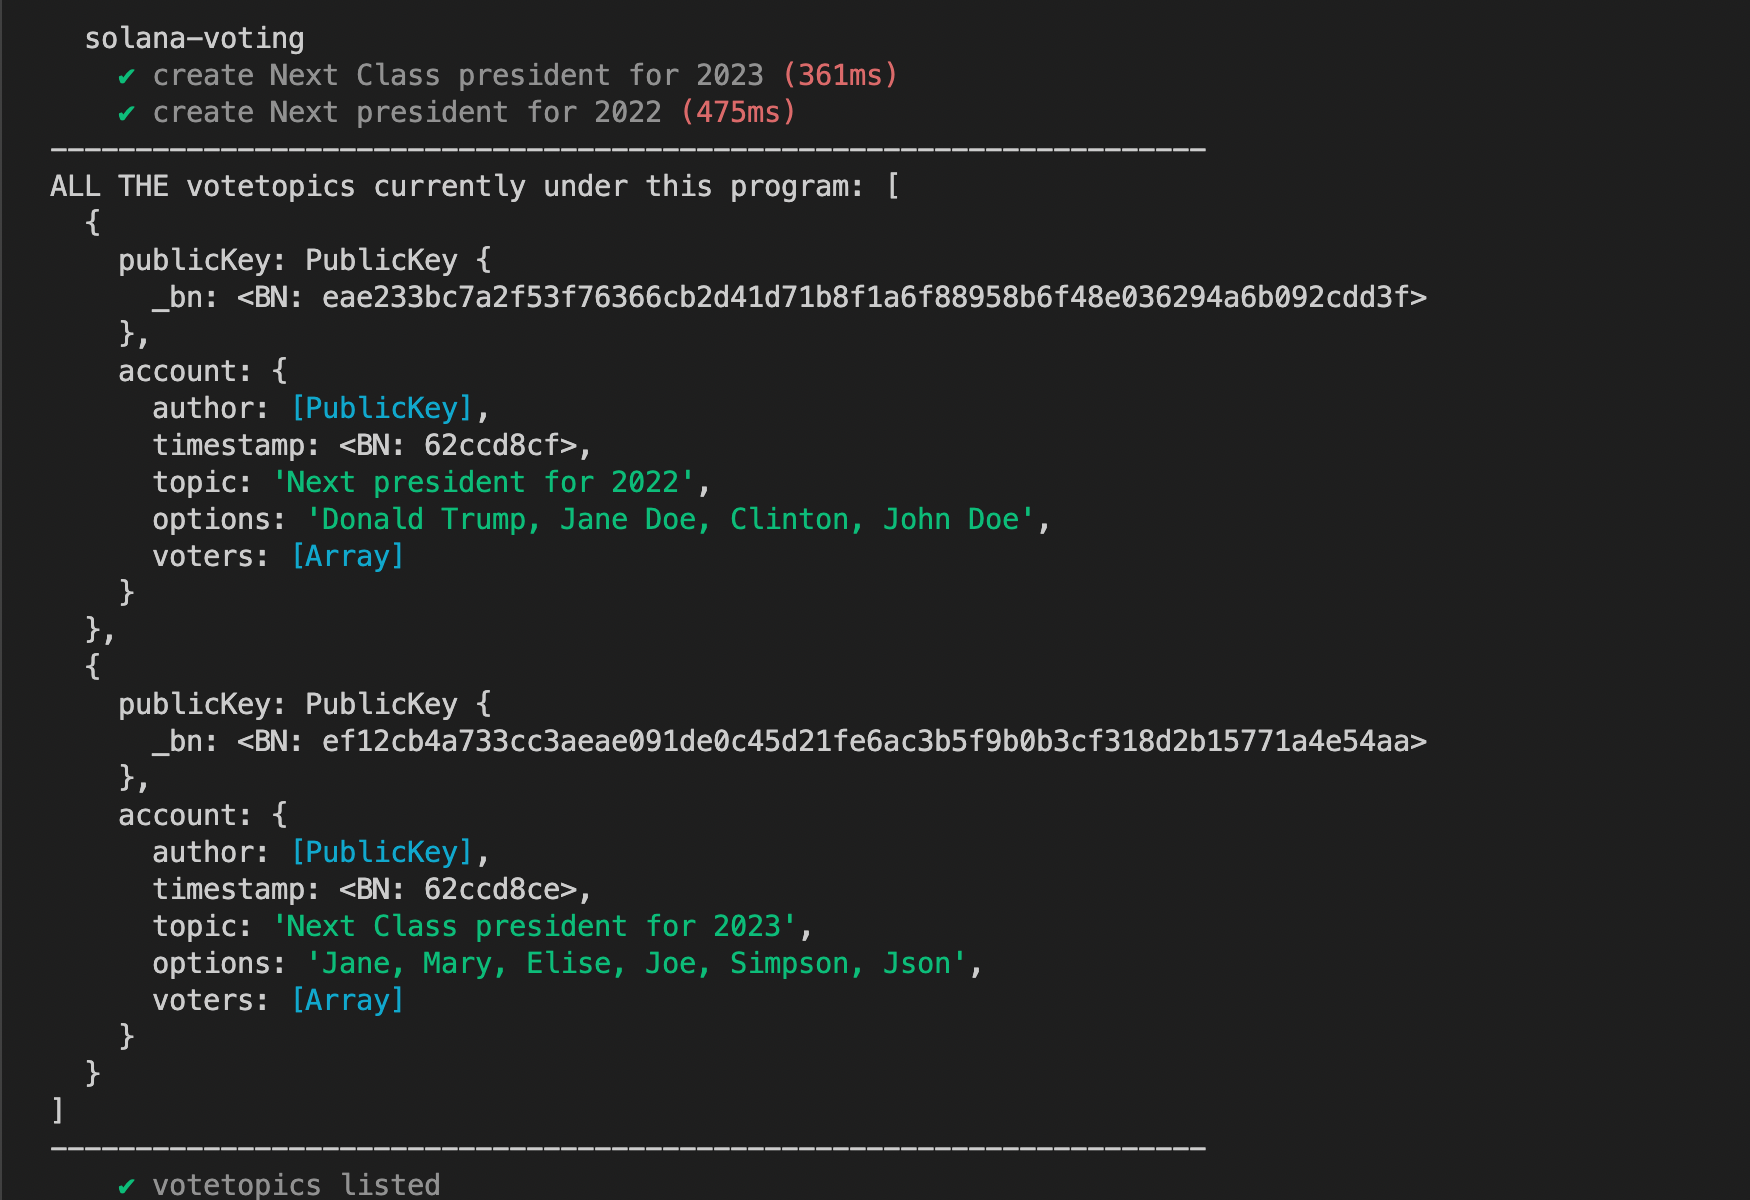 solana-voting
✔ create Next Class president for 2023 (361ms)
✔ create Next president for 2022 (475ms)
--------------------------------------------------------------------
ALL THE votetopics currently under this program: [
  {
    publicKey: PublicKey {
      _bn: <BN: eae233bc7a2f53f76366cb2d41d71b8f1a6f88958b6f48e036294a6b092cdd3f>
    },
    account: {
      author: [PublicKey],
      timestamp: <BN: 62ccd8cf>,
      topic: 'Next president for 2022',
      options: 'Donald Trump, Jane Doe, Clinton, John Doe',
      voters: [Array]
    }
  },
  {
    publicKey: PublicKey {
      _bn: <BN: ef12cb4a733cc3aeae091de0c45d21fe6ac3b5f9b0b3cf318d2b15771a4e54aa>
    },
    account: {
      author: [PublicKey],
      timestamp: <BN: 62ccd8ce>,
      topic: 'Next Class president for 2023',
      options: 'Jane, Mary, Elise, Joe, Simpson, Json',
      voters: [Array]
    }
  }
]
--------------------------------------------------------------------
✔ votetopics listed